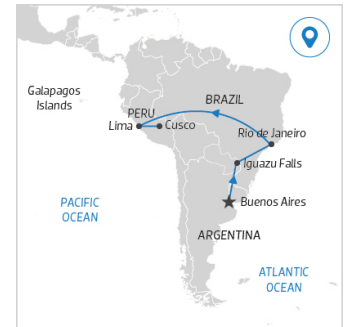 Galapagos
Islands
BRAZIL
PERU
Lima
Cusco
Rio de Janeiro
Iguazu Falls
PACIFIC
OCEAN
Buenos Aires
ARGENTINA
ATLANTIC
OCEAN